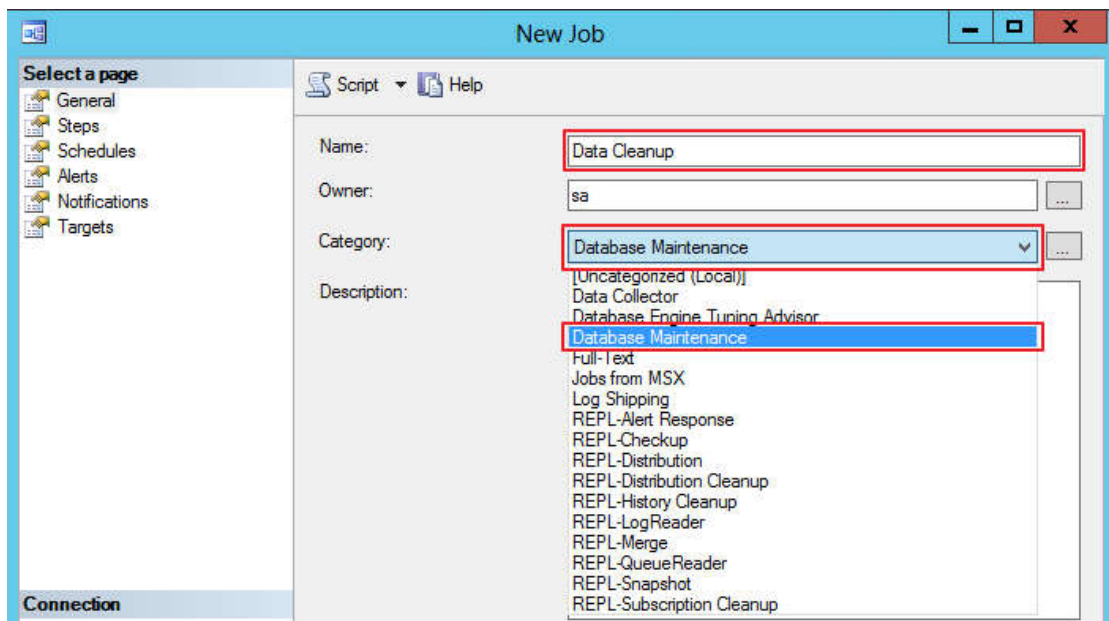 New Job
Select a page
General
Steps
Schedules
Alerts
Notifications
Targets
Connection
Script Help
Name:
Data Cleanup
Owner:
sa
...
Category:
Database Maintenance
...
Description:
[Uncategorized (Local)]
Data Collector
Database Engine Tuning Advisor
Database Maintenance
Full-Text
Jobs from MSX
Log Shipping
REPL-Alert Response
REPL-Checkup
REPL-Distribution
REPL-Distribution Cleanup
REPL-History Cleanup
REPL-LogReader
REPL-Merge
REPL-QueueReader
REPL-Snapshot
REPL-Subscription Cleanup